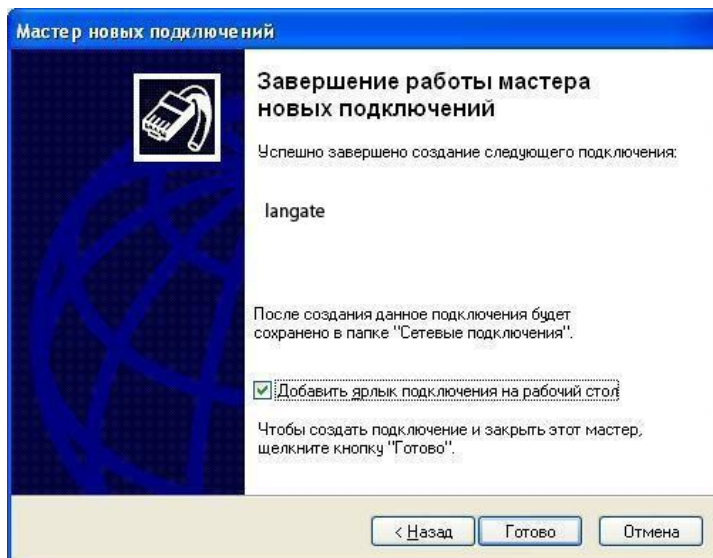 Мастер новых подключений
Завершение работы мастера
новых подключений
Успешно завершено создание следующего подключения:
langate
После создания данное подключения будет
сохранено в папке "Сетевые подключения".
Добавить ярлык подключения на рабочий стол
Чтобы создать подключение и закрыть этот мастер,
щелкните кнопку "Готово".
< Назад Готово Отмена